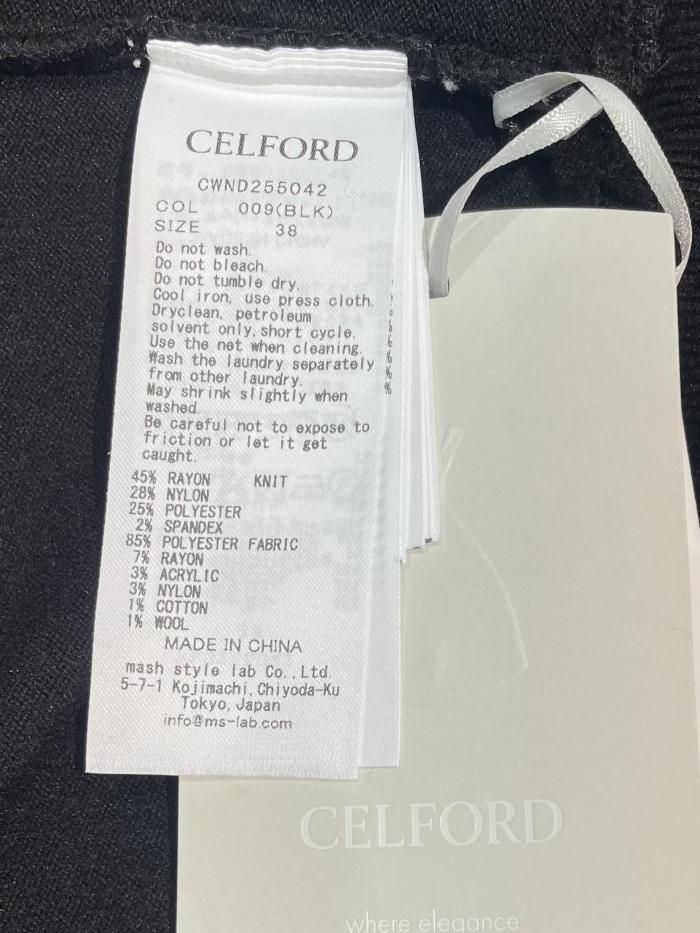 CELFORD
CWND255042
COL 009(BLK)
SIZE 38
Do not wash.
Do not bleach.
Do not tumble dry.
Cool iron, use press cloth.
Dryclean, petroleum
solvent only, short cycle.
Use the net when cleaning.
Wash the laundry separately
from other laundry.
May shrink slightly when
washed.
Be careful not to expose to
friction or let it get
caught.
45% RAYON KNIT
28% NYLON
25% POLYESTER
2% SPANDEX
85% POLYESTER FABRIC
7% RAYON
3% ACRYLIC
3% NYLON
1% COTTON
1% WOOL
MADE IN CHINA
mash style lab Co.,Ltd.
5-7-1 Kojimachi,Chiyoda-Ku
Tokyo,Japan
info@ms-lab.com
CELFORD
where elegance